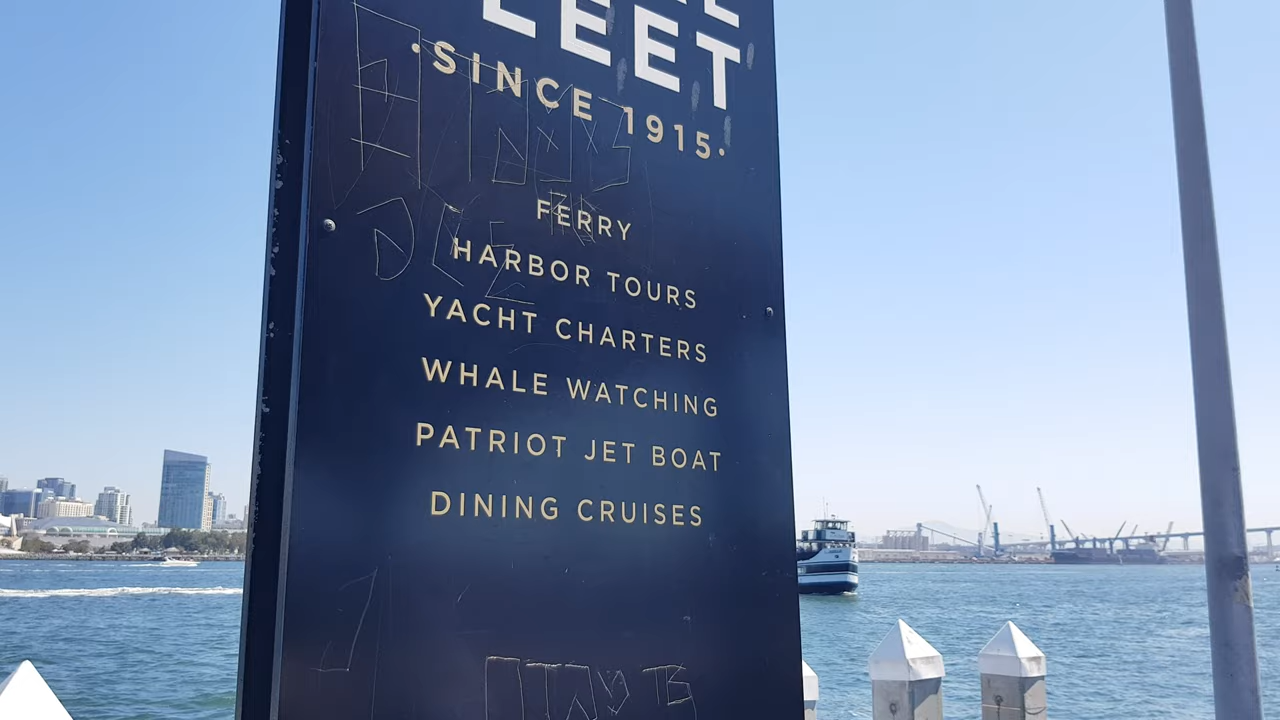 LEET
·SINCE 1915·
FERRY
HARBOR TOURS
YACHT CHARTERS
WHALE WATCHING
PATRIOT JET BOAT
DINING CRUISES